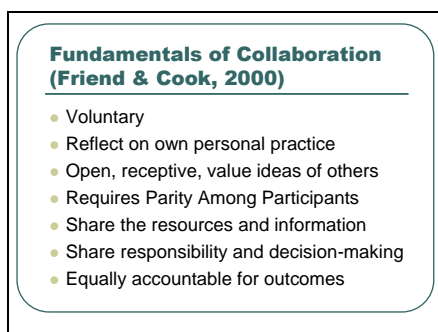 Fundamentals of Collaboration
(Friend & Cook, 2000)
Voluntary
Reflect on own personal practice
Open, receptive, value ideas of others
Requires Parity Among Participants
Share the resources and information
Share responsibility and decision-making
Equally accountable for outcomes